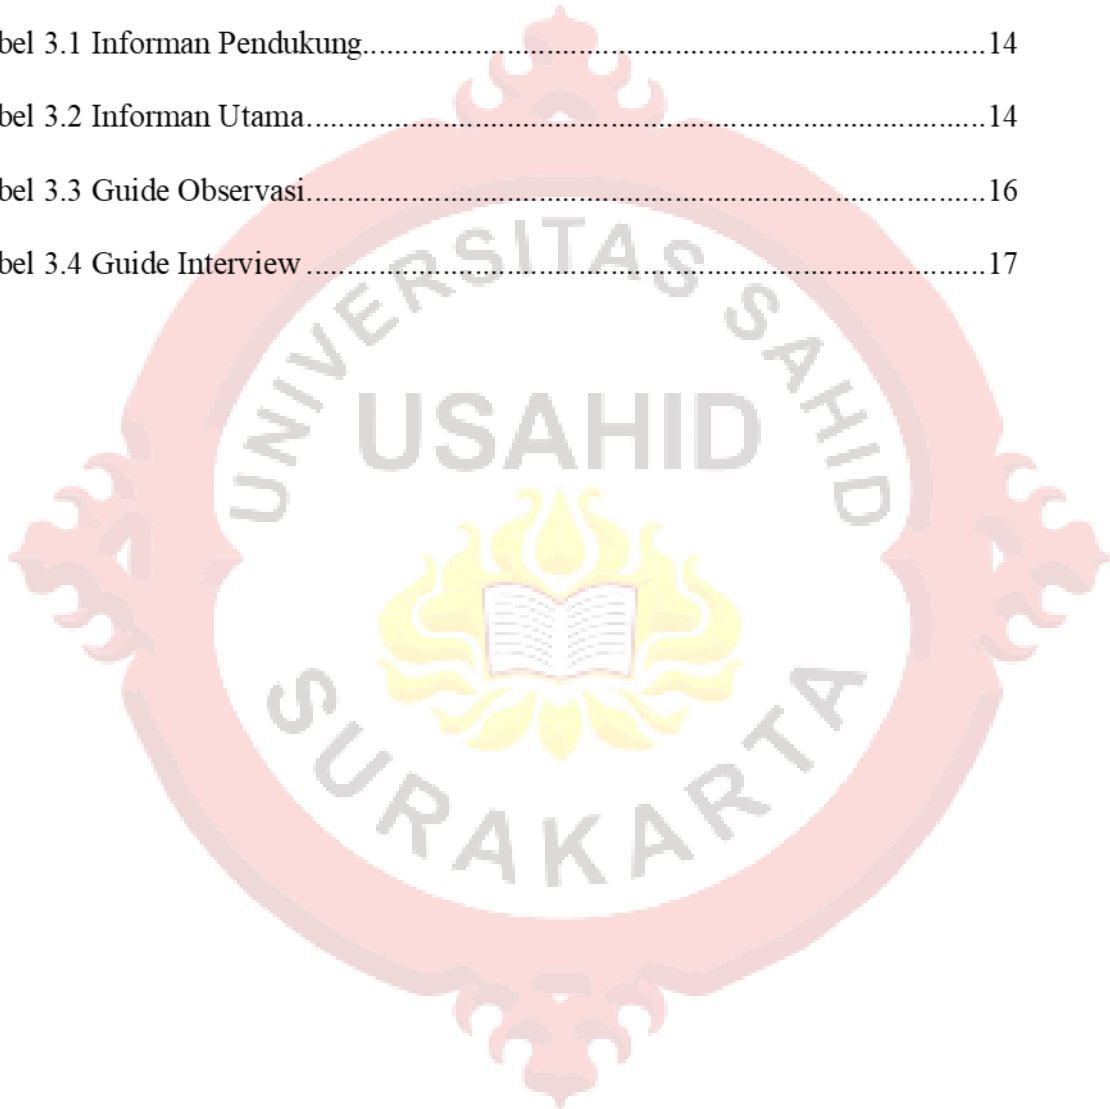 bel 3.1 Informan Pendukung.............................................................................14
bel 3.2 Informan Utama....................................................................................14
bel 3.3 Guide Observasi....................................................................................16
bel 3.4 Guide Interview....................................................................................17
UNIVERSITAS SAHID
USAHID
SURAKARTA